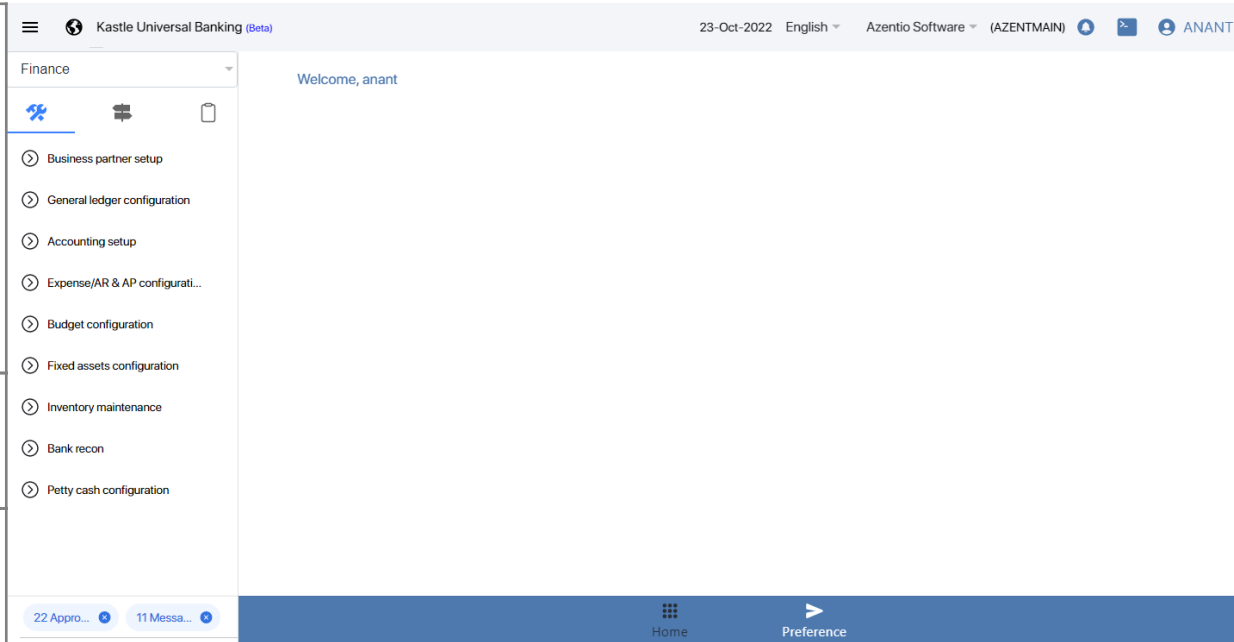 Kastle Universal Banking (Beta)
23-Oct-2022 English Azentio Software (AZENTMAIN) ANANT
Finance
Welcome, anant
Business partner setup
General ledger configuration
Accounting setup
Expense/AR & AP configurati...
Budget configuration
Fixed assets configuration
Inventory maintenance
Bank recon
Petty cash configuration
22 Appro... 11 Messa...
Home Preference